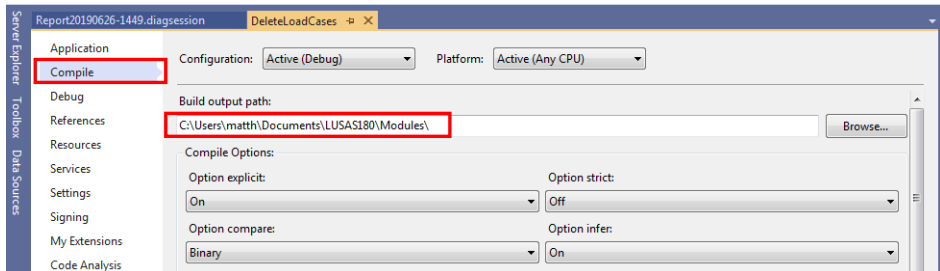 Report20190626-1449.diagsession
DeleteLoadCases
Server Explorer
Toolbox
Data Sources
Application
Compile
Debug
References
Resources
Services
Settings
Signing
My Extensions
Code Analysis
Configuration: Active (Debug) Platform: Active (Any CPU)
Build output path:
C:\Users\matth\Documents\LUSAS180\Modules\ Browse...
Compile Options:
Option explicit: Option strict:
On Off
Option compare: Option infer:
Binary On